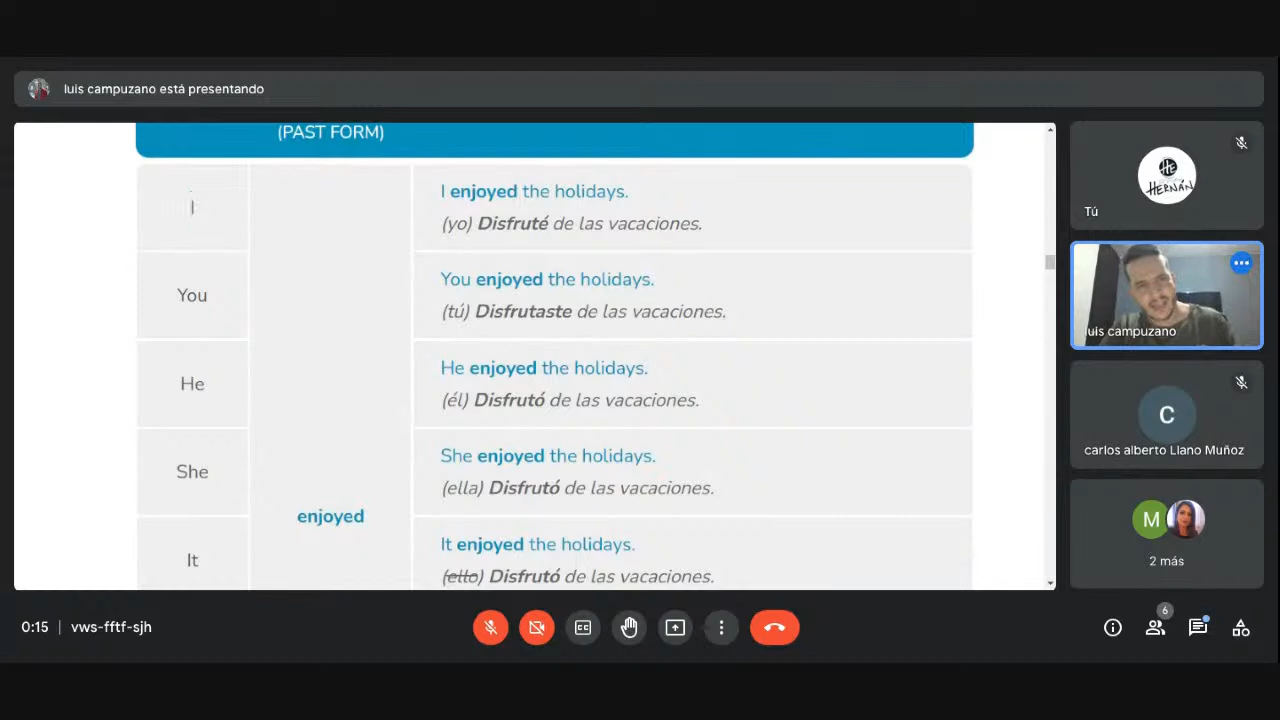 luis campuzano está presentando
(PAST FORM)
I
I enjoyed the holidays.
(yo) Disfruté de las vacaciones.
You
You enjoyed the holidays.
(tú) Disfrutaste de las vacaciones.
He
He enjoyed the holidays.
(él) Disfrutó de las vacaciones.
She
She enjoyed the holidays.
(ella) Disfrutó de las vacaciones.
enjoyed
It
It enjoyed the holidays.
(ello) Disfrutó de las vacaciones.
HE
HERNÁN
Tú
luis campuzano
C
carlos alberto Llano Muñoz
M
2 más
0:15 | vws-fftf-sjh
CC
6